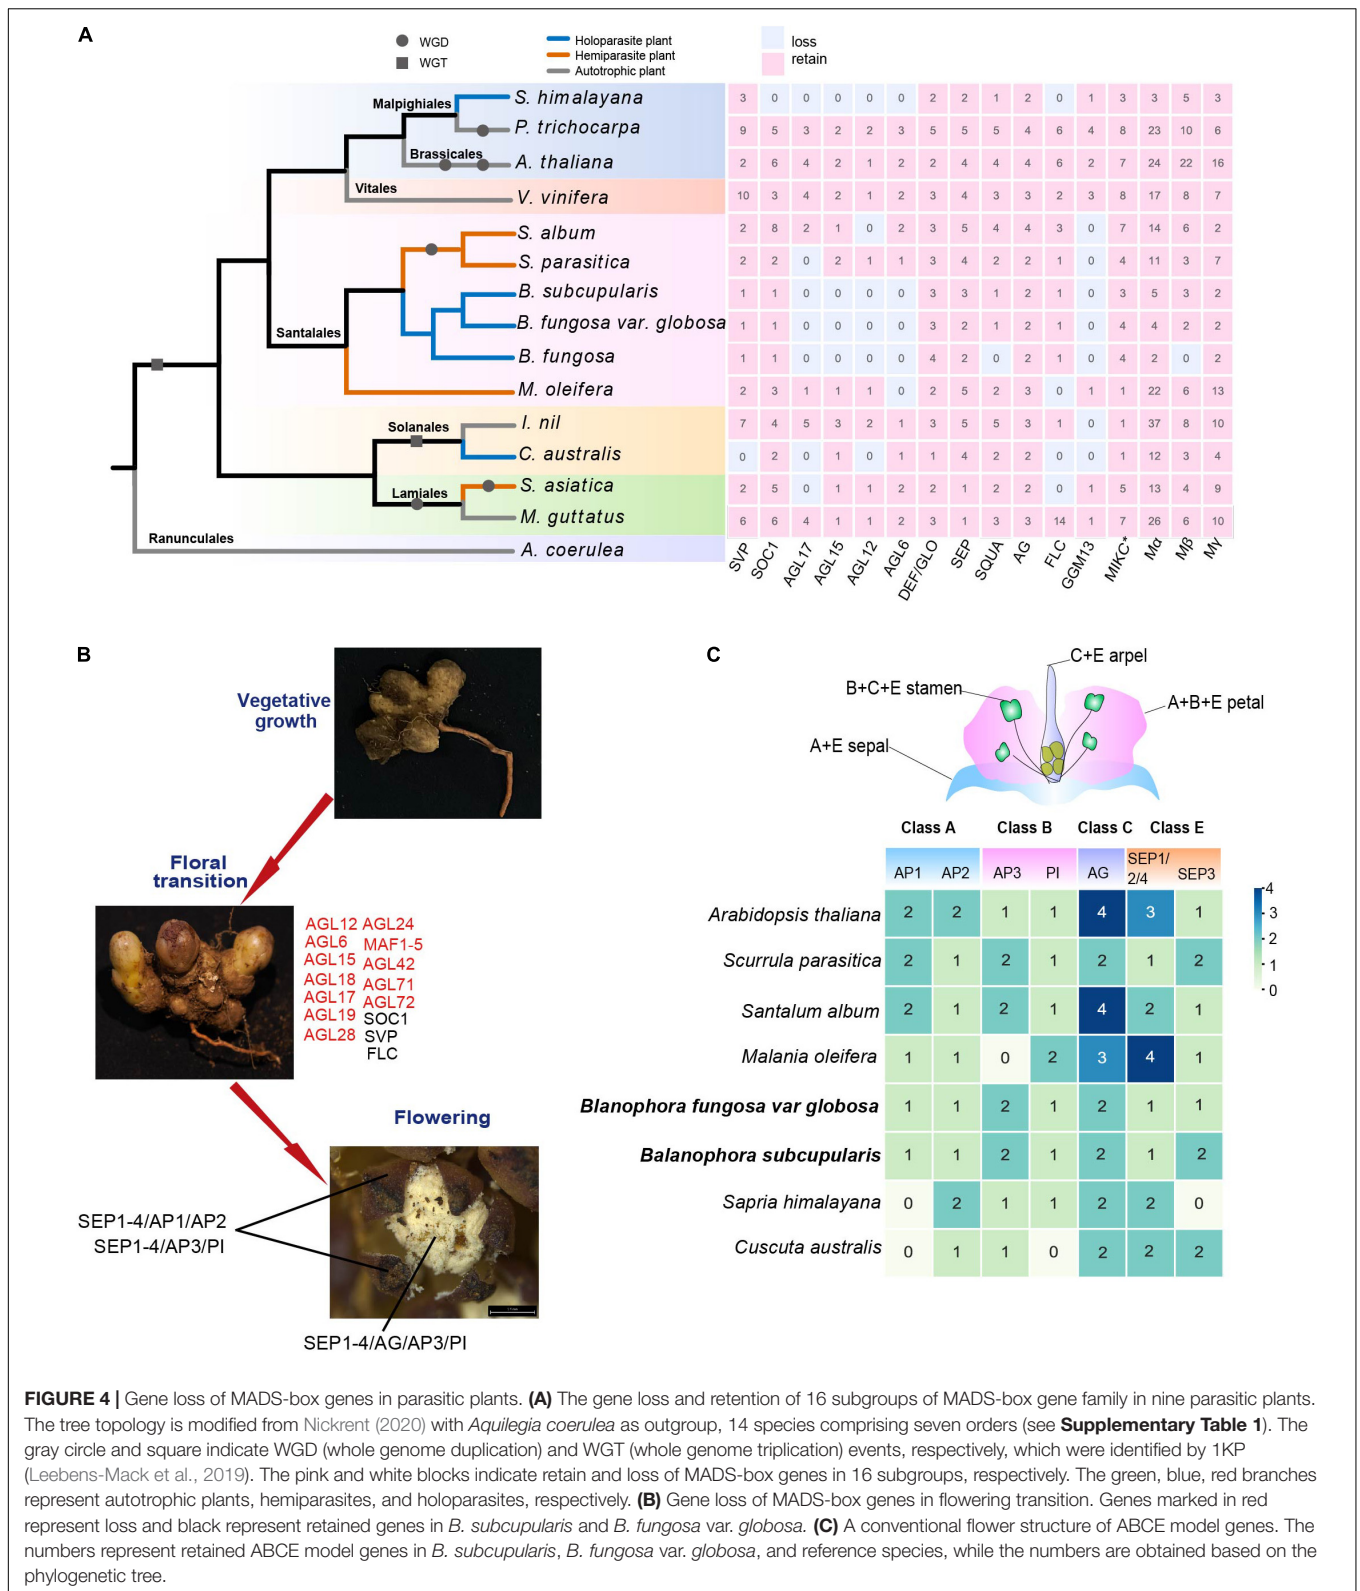 A
WGD
WGT
Holoparasite plant
Hemiparasite plant
Autotrophic plant
loss
retain
Malpighiales
Brassicales
Vitales
Santalales
Solanales
Lamiales
Ranunculales
S. himalayana 3 0 0 0 0 0 2 2 1 2 0 1 3 3 5 3
P. trichocarpa 9 5 3 2 2 3 5 5 5 4 6 4 8 23 10 6
A. thaliana 2 6 4 2 1 2 2 4 4 4 6 2 7 24 22 16
V. vinifera 10 3 4 2 1 2 3 4 3 3 2 3 8 17 8 7
S. album 2 8 2 1 0 2 3 5 4 4 3 0 7 14 6 2
S. parasitica 2 2 0 2 1 1 3 4 2 2 1 0 4 11 3 7
B. subcupularis 1 1 0 0 0 0 3 3 1 2 1 0 3 5 3 2
B. fungosa var. globosa 1 1 0 0 0 0 3 2 1 2 1 0 4 4 2 2
B. fungosa 1 1 0 0 0 0 4 2 0 2 1 0 4 2 0 2
M. oleifera 2 3 1 1 1 0 2 5 2 3 0 1 1 22 6 13
I. nil 7 4 5 3 2 1 3 5 5 3 1 0 1 37 8 10
C. australis 0 2 0 1 0 1 1 4 2 2 0 0 1 12 3 4
S. asiatica 2 5 0 1 1 2 2 1 2 2 0 1 5 13 4 9
M. guttatus 6 6 4 1 1 2 3 1 3 3 14 1 7 26 6 10
A. coerulea
SVP SOC1 AGL17 AGL15 AGL12 AGL6 DEF/GLO SEP SQUA AG FLC GGM13 MIKC* Mα Mβ Mγ
B
Vegetative
growth
Floral
transition
AGL12 AGL24
AGL6 MAF1-5
AGL15 AGL42
AGL18 AGL71
AGL17 AGL72
AGL19 SOC1
AGL28 SVP
FLC
Flowering
SEP1-4/AP1/AP2
SEP1-4/AP3/PI
SEP1-4/AG/AP3/PI
C
C+E arpel
B+C+E stamen
A+B+E petal
A+E sepal
Class A Class B Class C Class E
AP1 AP2 AP3 PI AG SEP1/
2/4 SEP3
Arabidopsis thaliana 2 2 1 1 4 3 1
Scurrula parasitica 2 1 2 1 2 1 2
Santalum album 2 1 2 1 4 2 1
Malania oleifera 1 1 0 2 3 4 1
Blanophora fungosa var globosa 1 1 2 1 2 1 1
Balanophora subcupularis 1 1 2 1 2 1 2
Sapria himalayana 0 2 1 1 2 2 0
Cuscuta australis 0 1 1 0 2 2 2
4
3
2
1
0
FIGURE 4 | Gene loss of MADS-box genes in parasitic plants. (A) The gene loss and retention of 16 subgroups of MADS-box gene family in nine parasitic plants.
The tree topology is modified from Nickrent (2020) with Aquilegia coerulea as outgroup, 14 species comprising seven orders (see Supplementary Table 1). The
gray circle and square indicate WGD (whole genome duplication) and WGT (whole genome triplication) events, respectively, which were identified by 1KP
(Leebens-Mack et al., 2019). The pink and white blocks indicate retain and loss of MADS-box genes in 16 subgroups, respectively. The green, blue, red branches
represent autotrophic plants, hemiparasites, and holoparasites, respectively. (B) Gene loss of MADS-box genes in flowering transition. Genes marked in red
represent loss and black represent retained genes in B. subcupularis and B. fungosa var. globosa. (C) A conventional flower structure of ABCE model genes. The
numbers represent retained ABCE model genes in B. subcupularis, B. fungosa var. globosa, and reference species, while the numbers are obtained based on the
phylogenetic tree.